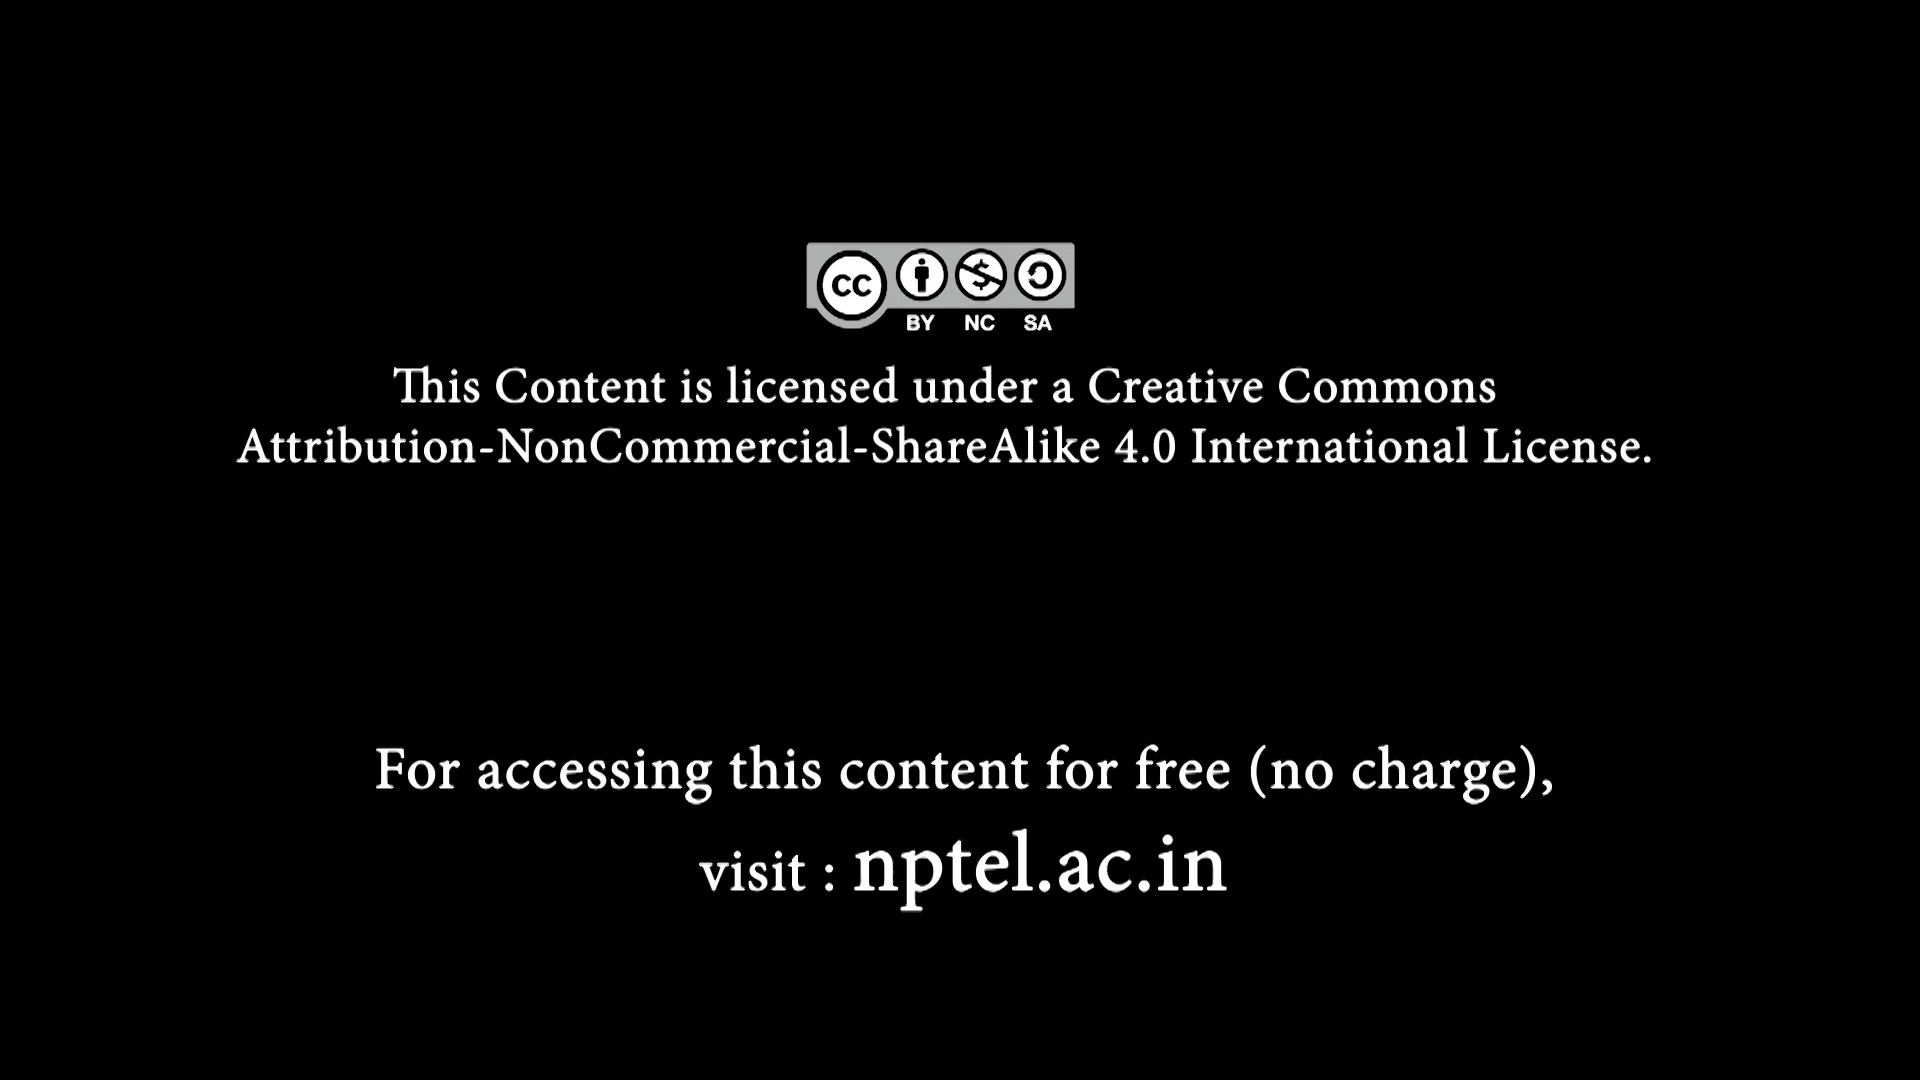 cc BY NC SA
This Content is licensed under a Creative Commons
Attribution-NonCommercial-ShareAlike 4.0 International License.
For accessing this content for free (no charge),
visit : nptel.ac.in